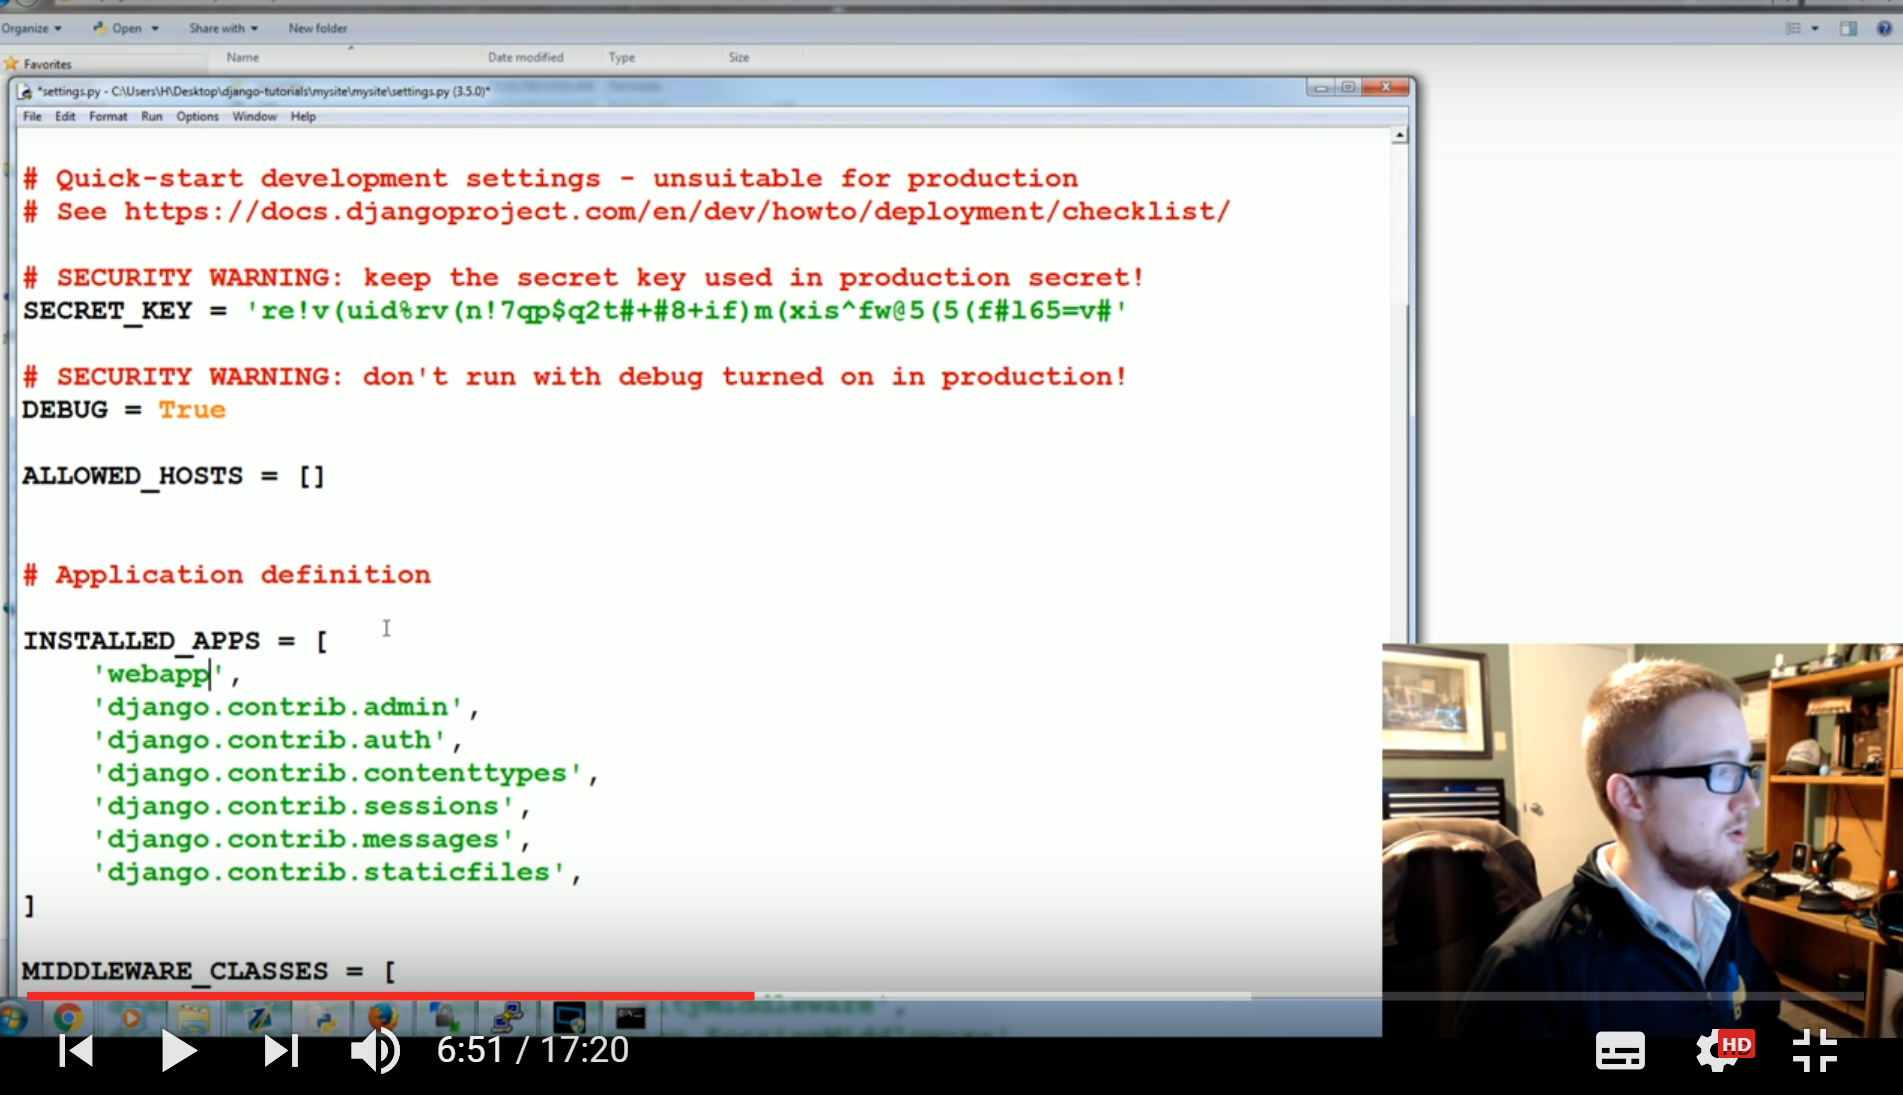 Organize Open Share with New folder
Favorites Name Date modified Type Size
*settings.py - C:\Users\H\Desktop\django-tutorials\mysite\mysite\settings.py (3.5.0)*
File Edit Format Run Options Window Help
# Quick-start development settings - unsuitable for production
# See https://docs.djangoproject.com/en/dev/howto/deployment/checklist/
# SECURITY WARNING: keep the secret key used in production secret!
SECRET_KEY = 're!v(uid%rv(n!7qp$q2t#+#8+if)m(xis^fw@5(5(f#l65=v#'
# SECURITY WARNING: don't run with debug turned on in production!
DEBUG = True
ALLOWED_HOSTS = []
# Application definition
INSTALLED_APPS = [
'webapp',
'django.contrib.admin',
'django.contrib.auth',
'django.contrib.contenttypes',
'django.contrib.sessions',
'django.contrib.messages',
'django.contrib.staticfiles',
]
MIDDLEWARE_CLASSES = [
6:51 / 17:20
HD